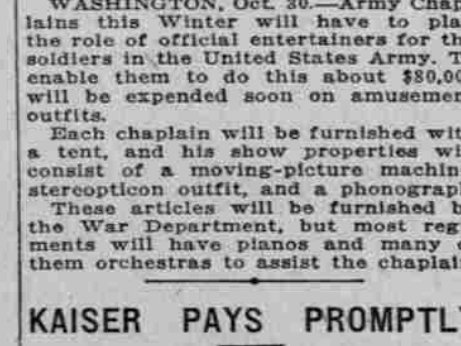 WASHINGTON, Oct. 30.—Army Chap
lains this Winter will have to pla
the role of official entertainers for th
soldiers in the United States Army. T
enable them to do this about $80,00
will be expended soon on amusemen
outfits.
Each chaplain will be furnished wit
a tent, and his show properties wi
consist of a moving-picture machin
stereopticon outfit, and a phonograp
These articles will be furnished b
the War Department, but most reg
ments will have pianos and many o
them orchestras to assist the chaplai
KAISER PAYS PROMPTLY